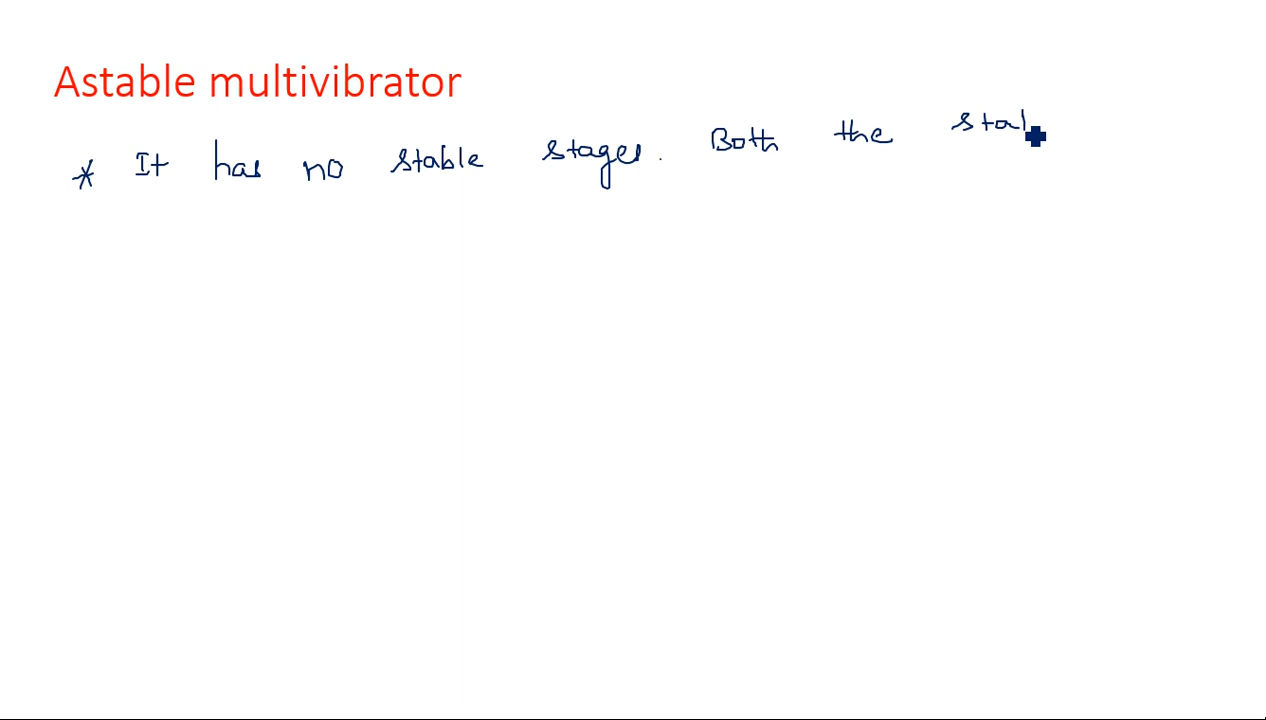 Astable multivibrator
* It has no stable stages. Both the